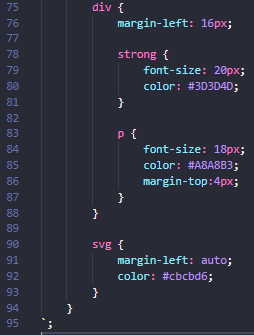 75 div {
76 margin-left: 16px;
77
78 strong {
79 font-size: 20px;
80 color: #3D3D4D;
81 }
82
83 p {
84 font-size: 18px;
85 color: #A8A8B3;
86 margin-top:4px;
87 }
88 }
89
90 svg {
91 margin-left: auto;
92 color: #cbcbd6;
93 }
94 }
95 `;